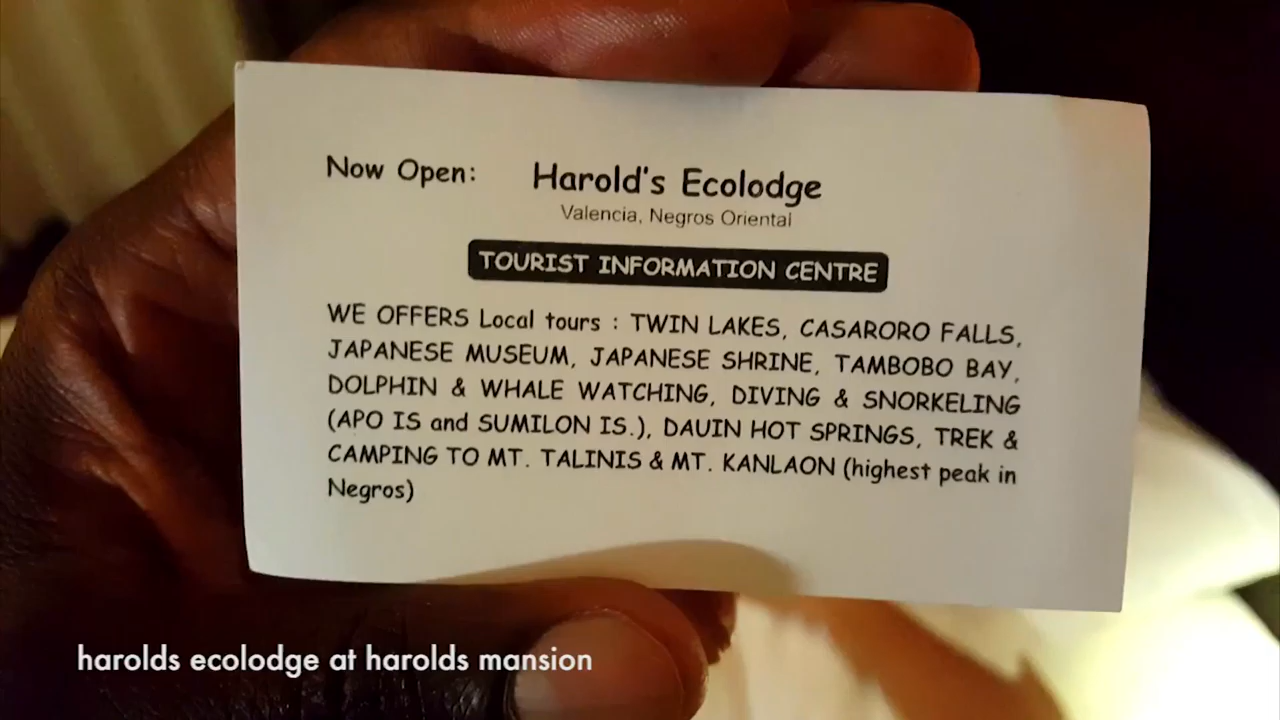 Now Open: Harold's Ecolodge
Valencia, Negros Oriental
TOURIST INFORMATION CENTRE
WE OFFERS Local tours : TWIN LAKES, CASARORO FALLS,
JAPANESE MUSEUM, JAPANESE SHRINE, TAMBOBO BAY,
DOLPHIN & WHALE WATCHING, DIVING & SNORKELING
(APO IS and SUMILON IS.), DAUIN HOT SPRINGS, TREK &
CAMPING TO MT. TALINIS & MT. KANLAON (highest peak in
Negros)
harolds ecolodge at harolds mansion